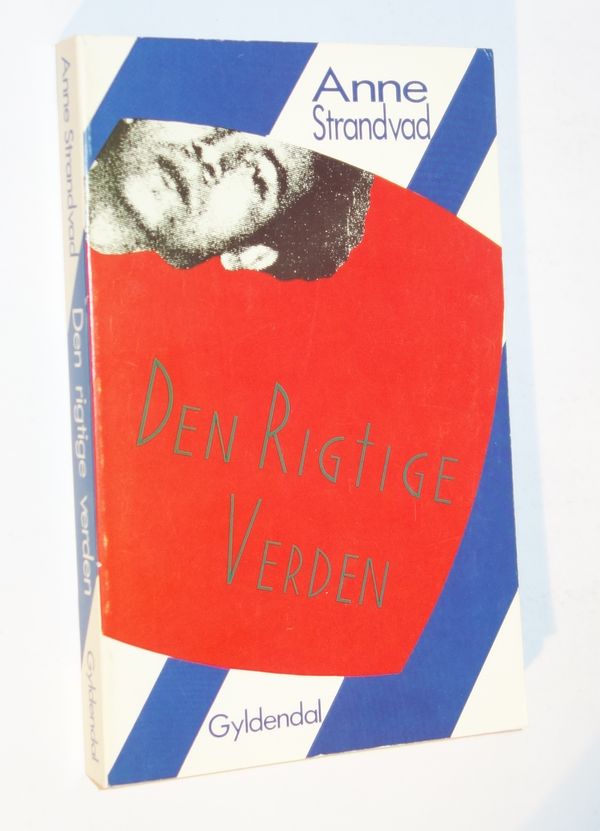 Anne
Strandvad
DEN RIGTIGE
VERDEN
Gyldendal
Anne Strandvad Den rigtige verden Gyldendal